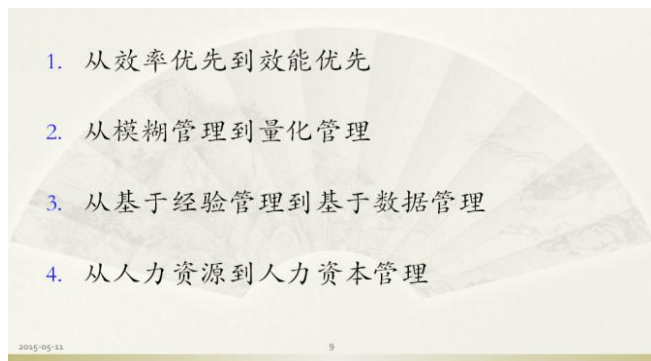 1. 从效率优先到效能优先
2. 从模糊管理到量化管理
3. 从基于经验管理到基于数据管理
4. 从人力资源到人力资本管理
2015-05-11
9